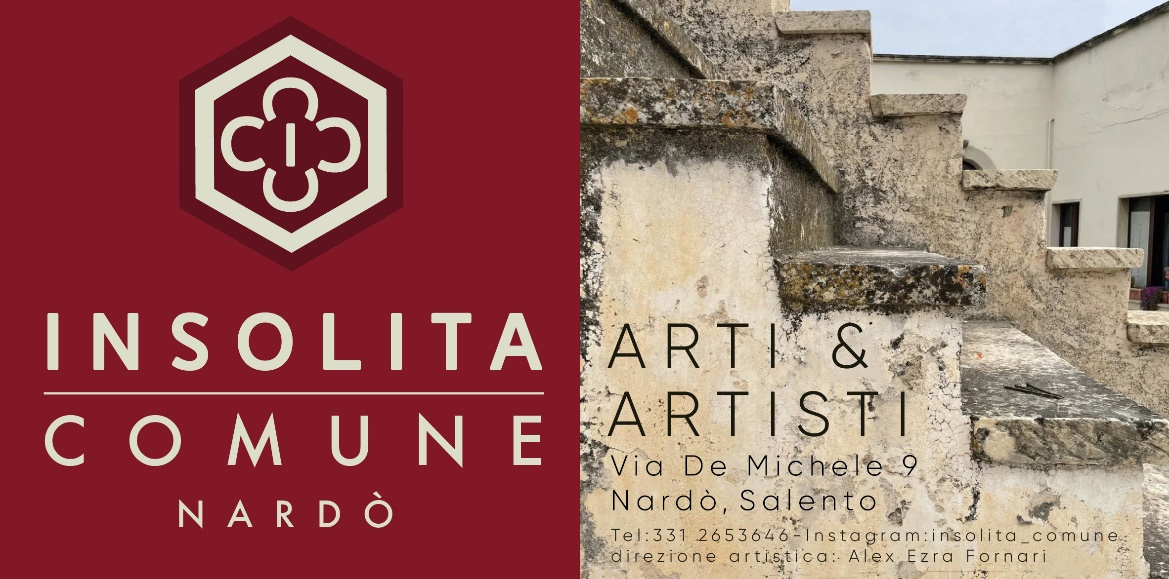 INSOLITA
COMUNE
NARDÒ
ARTI &
ARTISTI
Via De Michele 9
Nardò, Salento
Tel:331 2653646-Instagram:insolita_comune
direzione artistica: Alex Ezra Fornari